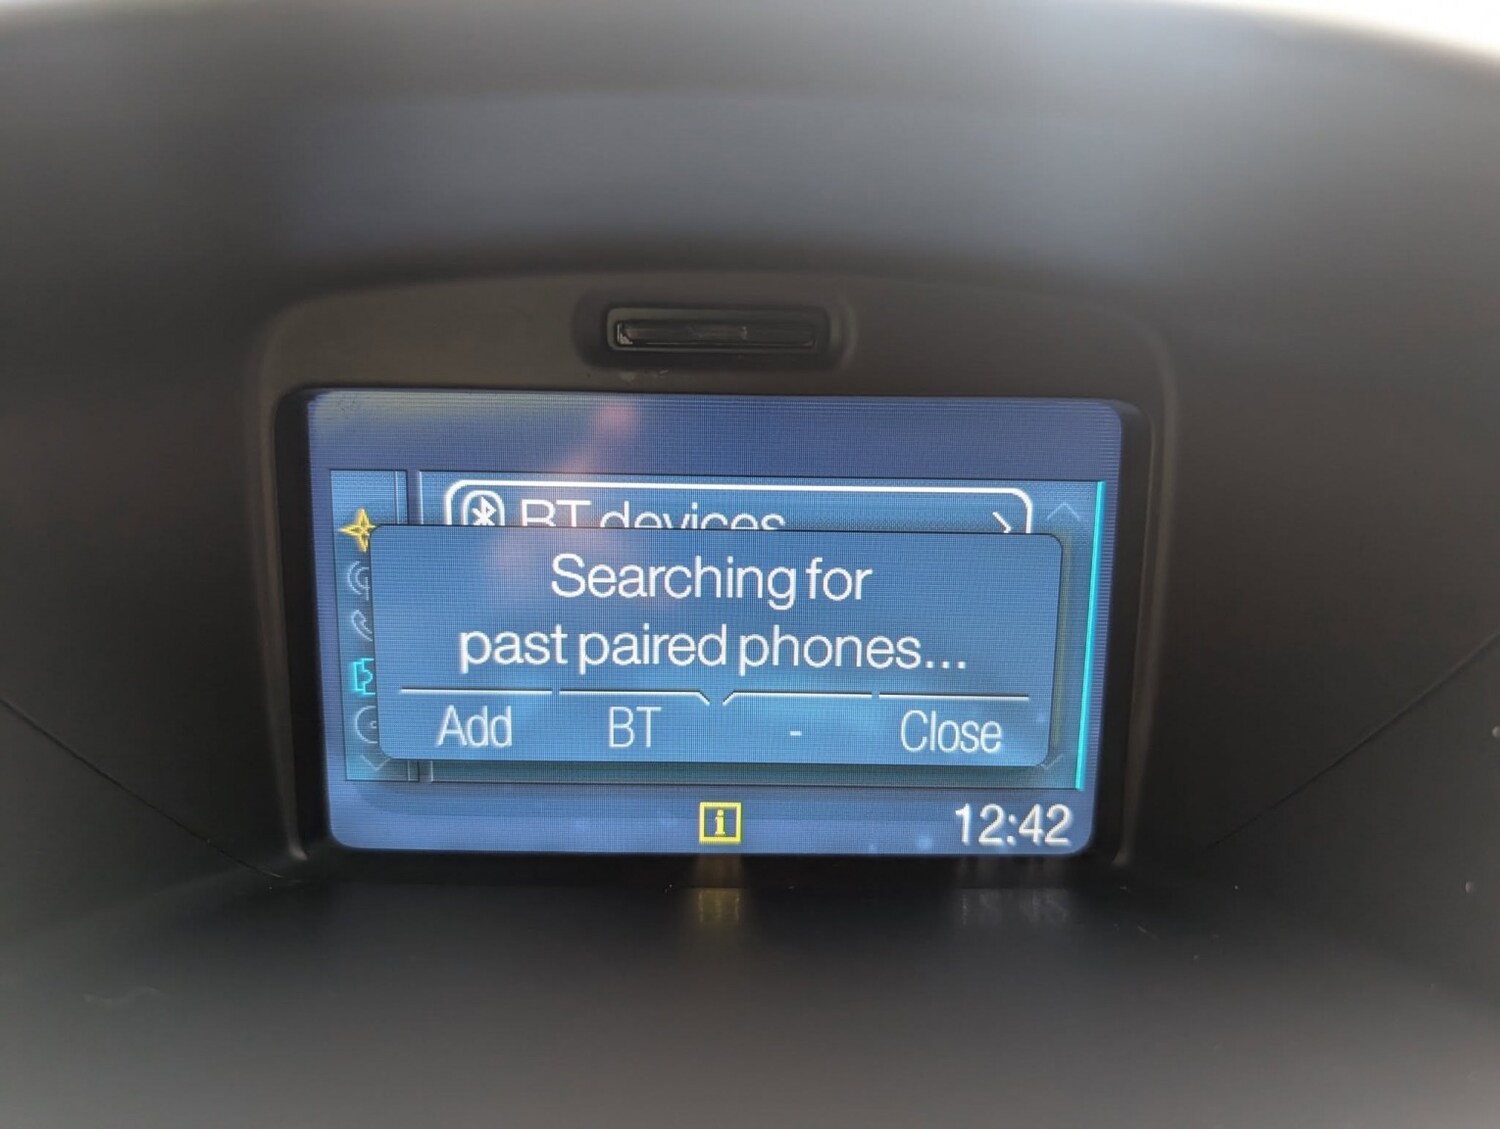 BT devices
Searching for
past paired phones...
Add BT - Close
i 12:42